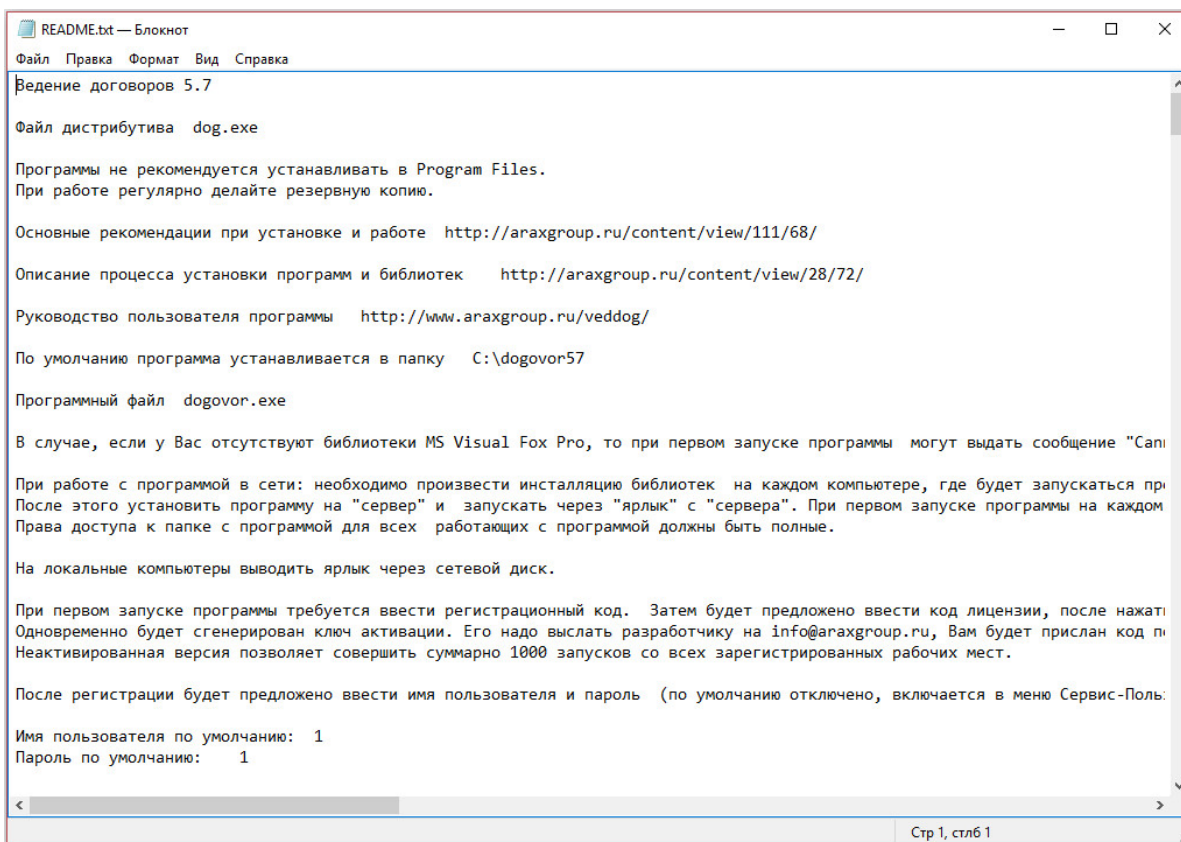 README.txt — Блокнот
Файл Правка Формат Вид Справка
Ведение договоров 5.7
Файл дистрибутива dog.exe
Программы не рекомендуется устанавливать в Program Files.
При работе регулярно делайте резервную копию.
Основные рекомендации при установке и работе http://araxgroup.ru/content/view/111/68/
Описание процесса установки программ и библиотек http://araxgroup.ru/content/view/28/72/
Руководство пользователя программы http://www.araxgroup.ru/veddog/
По умолчанию программа устанавливается в папку C:\dogovor57
Программный файл dogovor.exe
В случае, если у Вас отсутствуют библиотеки MS Visual Fox Pro, то при первом запуске программы могут выдать сообщение "Can
При работе с программой в сети: необходимо произвести инсталляцию библиотек на каждом компьютере, где будет запускаться пр
После этого установить программу на "сервер" и запускать через "ярлык" с "сервера". При первом запуске программы на каждом
Права доступа к папке с программой для всех работающих с программой должны быть полные.
На локальные компьютеры выводить ярлык через сетевой диск.
При первом запуске программы требуется ввести регистрационный код. Затем будет предложено ввести код лицензии, после нажат
Одновременно будет сгенерирован ключ активации. Его надо выслать разработчику на info@araxgroup.ru, Вам будет прислан код п
Неактивированная версия позволяет совершить суммарно 1000 запусков со всех зарегистрированных рабочих мест.
После регистрации будет предложено ввести имя пользователя и пароль (по умолчанию отключено, включается в меню Сервис-Поль
Имя пользователя по умолчанию: 1
Пароль по умолчанию: 1
Стр 1, стлб 1